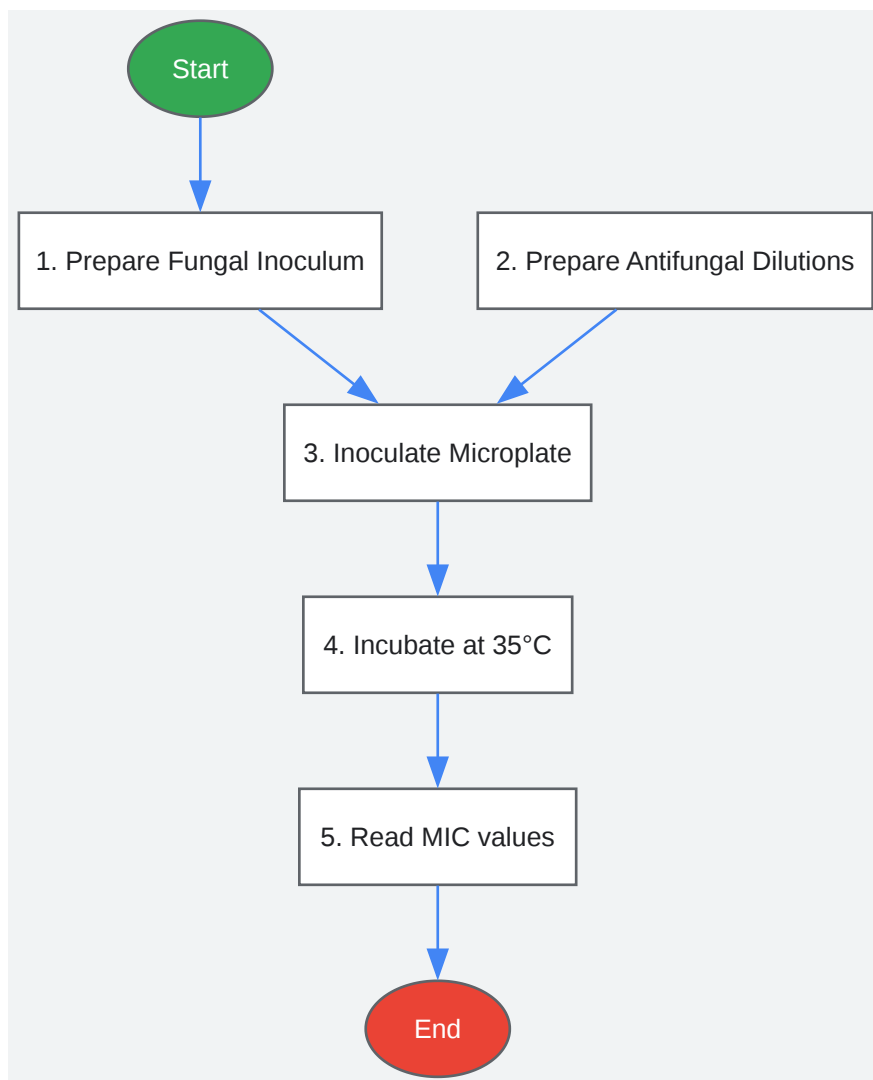 Start
1. Prepare Fungal Inoculum
2. Prepare Antifungal Dilutions
3. Inoculate Microplate
4. Incubate at 35°C
5. Read MIC values
End